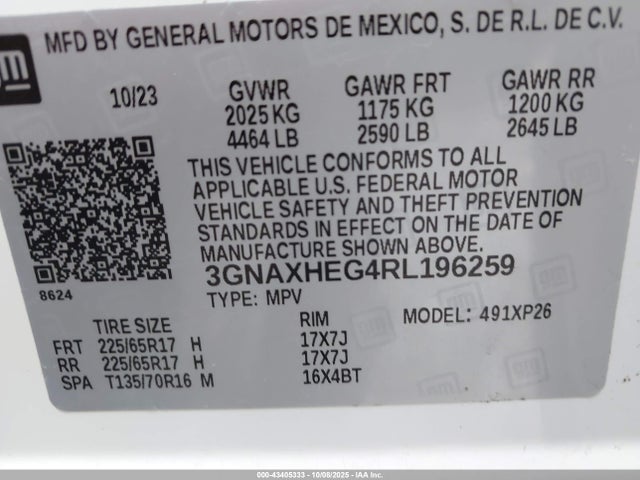 gm
MFD BY GENERAL MOTORS DE MEXICO, S. DE R.L. DE C.V.
10/23 GVWR GAWR FRT GAWR RR
2025 KG 1175 KG 1200 KG
4464 LB 2590 LB 2645 LB
THIS VEHICLE CONFORMS TO ALL
APPLICABLE U.S. FEDERAL MOTOR
VEHICLE SAFETY AND THEFT PREVENTION
STANDARDS IN EFFECT ON THE DATE OF
MANUFACTURE SHOWN ABOVE.
8624 3GNAXHEG4RL196259
TYPE: MPV MODEL: 491XP26
TIRE SIZE RIM
FRT 225/65R17 H 17X7J
RR 225/65R17 H 17X7J
SPA T135/70R16 M 16X4BT
000-43405333 - 10/08/2025 - IAA Inc.